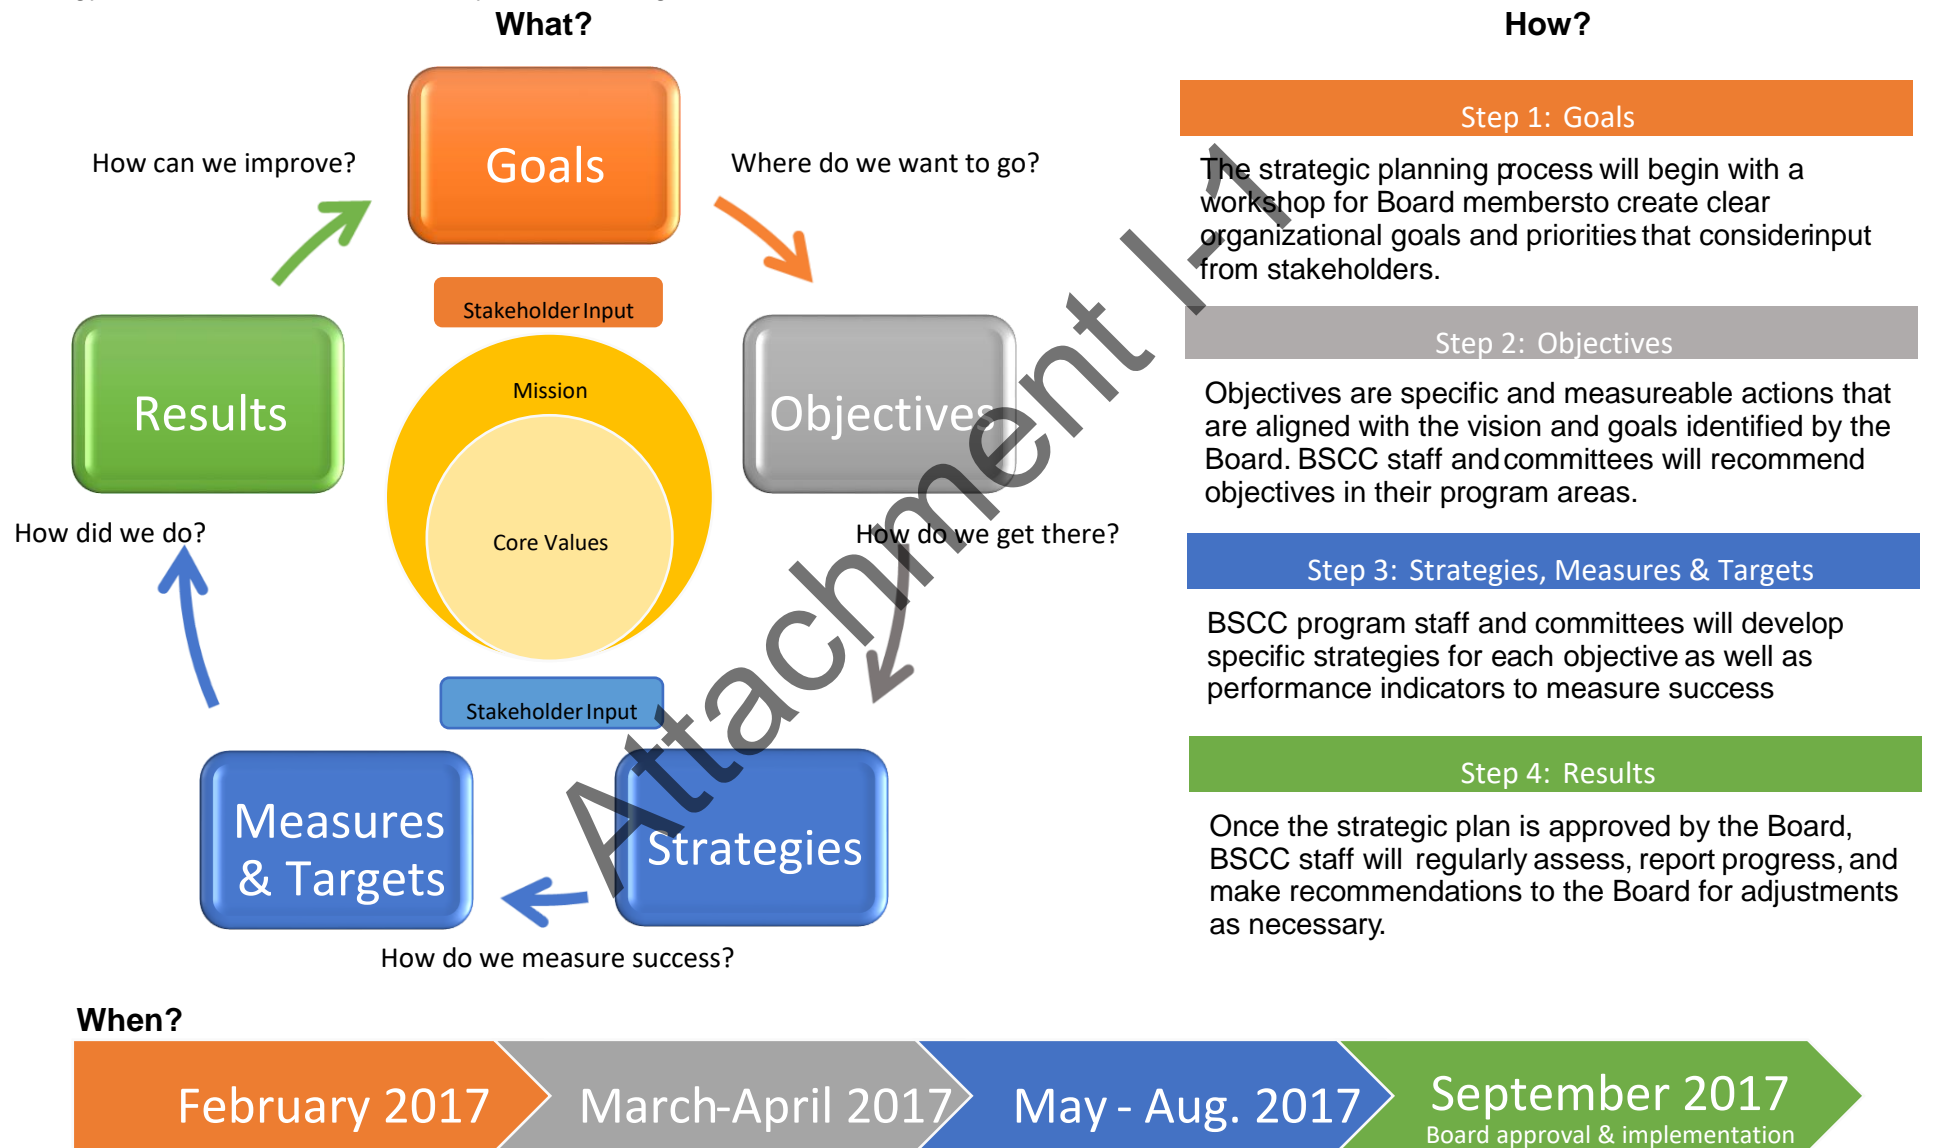 What?
How?
Goals
How can we improve?
Where do we want to go?
Stakeholder Input
Mission
Results
Objectives
Core Values
How did we do?
How do we get there?
Stakeholder Input
Measures
& Targets
Strategies
How do we measure success?
Step 1: Goals
The strategic planning process will begin with a
workshop for Board membersto create clear
organizational goals and priorities that considerinput
from stakeholders.
Step 2: Objectives
Objectives are specific and measureable actions that
are aligned with the vision and goals identified by the
Board. BSCC staff and committees will recommend
objectives in their program areas.
Step 3: Strategies, Measures & Targets
BSCC program staff and committees will develop
specific strategies for each objective as well as
performance indicators to measure success
Step 4: Results
Once the strategic plan is approved by the Board,
BSCC staff will regularly assess, report progress, and
make recommendations to the Board for adjustments
as necessary.
Attachment I-1
When?
February 2017
March-April 2017
May - Aug. 2017
September 2017
Board approval & implementation